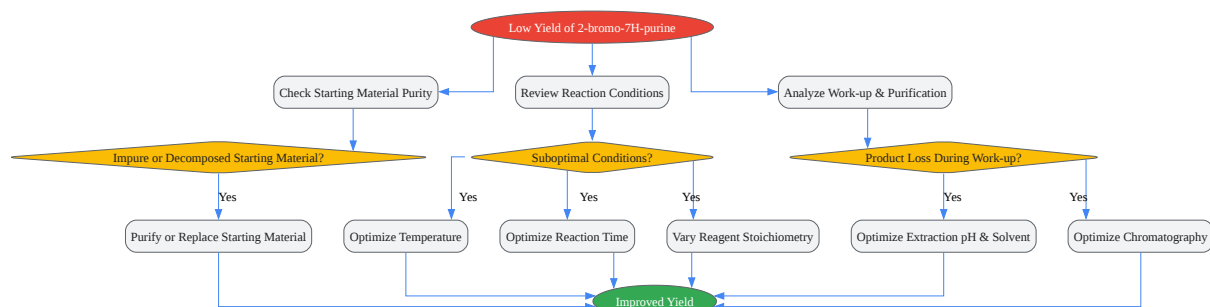 Low Yield of 2-bromo-7H-purine
Check Starting Material Purity
Review Reaction Conditions
Analyze Work-up & Purification
Impure or Decomposed Starting Material?
Suboptimal Conditions?
Product Loss During Work-up?
Yes
Yes
Yes
Yes
Yes
Yes
Purify or Replace Starting Material
Optimize Temperature
Optimize Reaction Time
Vary Reagent Stoichiometry
Optimize Extraction pH & Solvent
Optimize Chromatography
Improved Yield